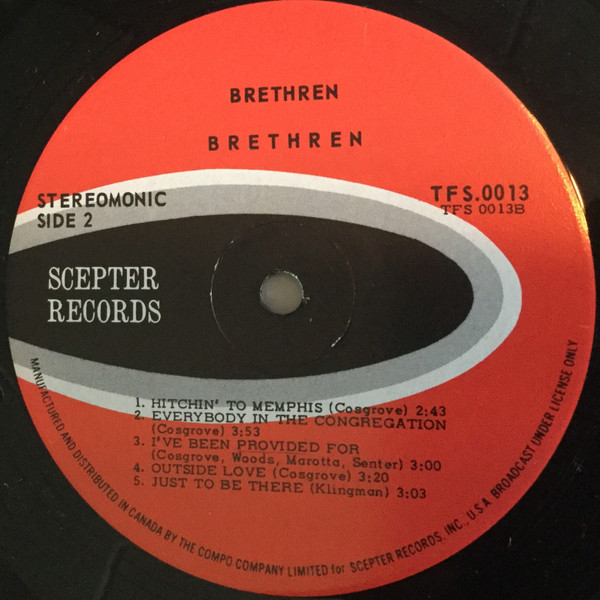 BRETHREN
BRETHREN
STEREOMONIC
SIDE 2
TFS.0013
TFS 0013B
SCEPTER
RECORDS
1. HITCHIN' TO MEMPHIS (Cosgrove) 2:43
2. EVERYBODY IN THE CONGREGATION
(Cosgrove) 3:53
3. I'VE BEEN PROVIDED FOR
(Cosgrove, Woods, Marotta, Senter) 3:00
4. OUTSIDE LOVE (Cosgrove) 3:20
5. JUST TO BE THERE (Klingman) 3:03
MANUFACTURED AND DISTRIBUTED IN CANADA BY THE COMPO COMPANY LIMITED for SCEPTER RECORDS, INC., U.S.A. BROADCAST UNDER LICENSE ONLY